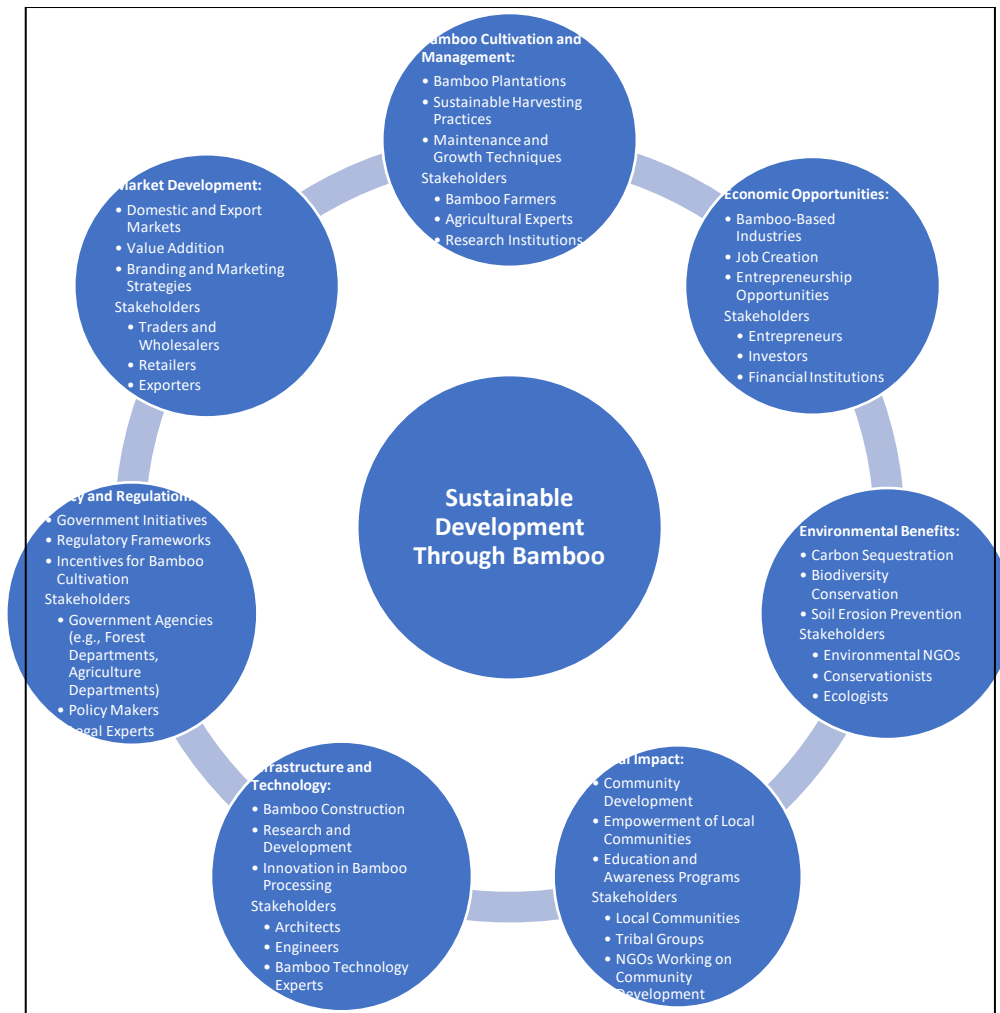 Bamboo Cultivation and
Management:
• Bamboo Plantations
• Sustainable Harvesting
Practices
• Maintenance and
Growth Techniques
Stakeholders
• Bamboo Farmers
• Agricultural Experts
• Research Institutions
Economic Opportunities:
• Bamboo-Based
Industries
• Job Creation
• Entrepreneurship
Opportunities
Stakeholders
• Entrepreneurs
• Investors
• Financial Institutions
Environmental Benefits:
• Carbon Sequestration
• Biodiversity
Conservation
• Soil Erosion Prevention
Stakeholders
• Environmental NGOs
• Conservationists
• Ecologists
Impact:
• Community
Development
• Empowerment of Local
Communities
• Education and
Awareness Programs
Stakeholders
• Local Communities
• Tribal Groups
• NGOs Working on
Community
Development
Infrastructure and
Technology:
• Bamboo Construction
• Research and
Development
• Innovation in Bamboo
Processing
Stakeholders
• Architects
• Engineers
• Bamboo Technology
Experts
and Regulation
• Government Initiatives
• Regulatory Frameworks
• Incentives for Bamboo
Cultivation
Stakeholders
• Government Agencies
(e.g., Forest
Departments,
Agriculture
Departments)
• Policy Makers
Legal Experts
Market Development:
• Domestic and Export
Markets
• Value Addition
• Branding and Marketing
Strategies
Stakeholders
• Traders and
Wholesalers
• Retailers
• Exporters
Sustainable
Development
Through Bamboo